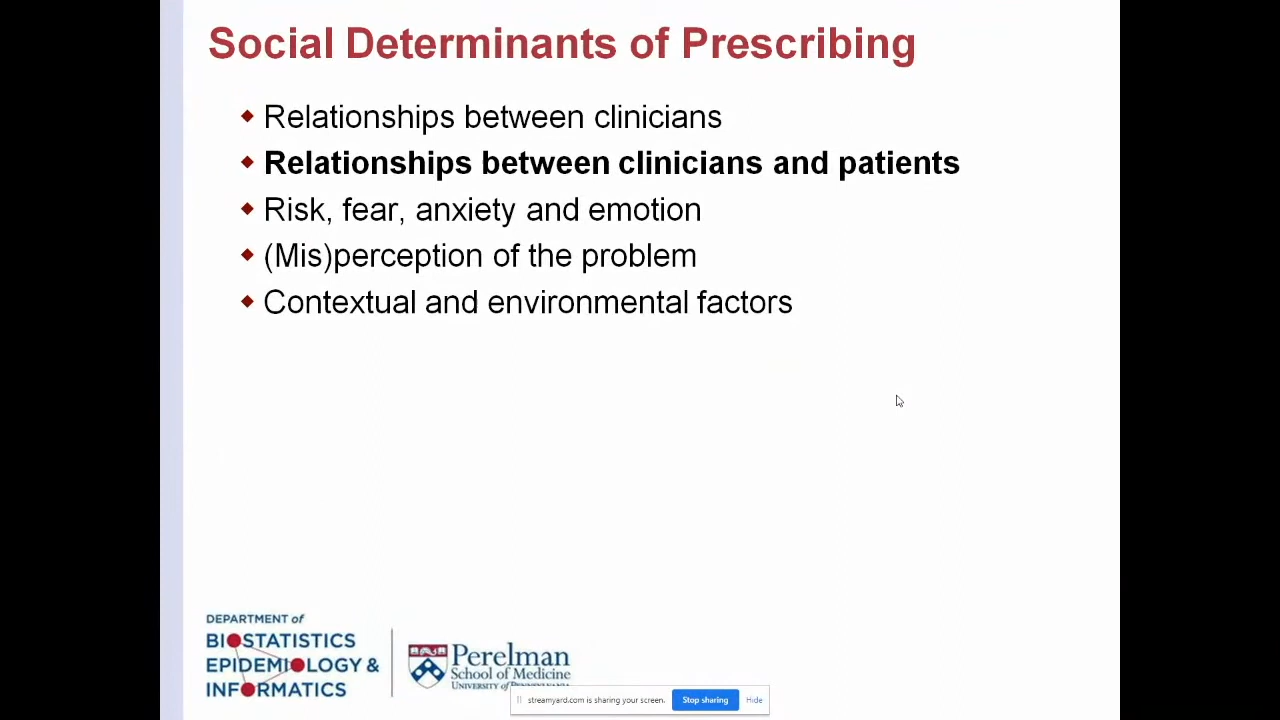 Social Determinants of Prescribing
Relationships between clinicians
Relationships between clinicians and patients
Risk, fear, anxiety and emotion
(Mis)perception of the problem
Contextual and environmental factors
DEPARTMENT of
BIOSTATISTICS
EPIDEMIOLOGY &
INFORMATICS
Perelman
School of Medicine
UNIVERSITY of PENNSYLVANIA
streamyard.com is sharing your screen.
Stop sharing
Hide